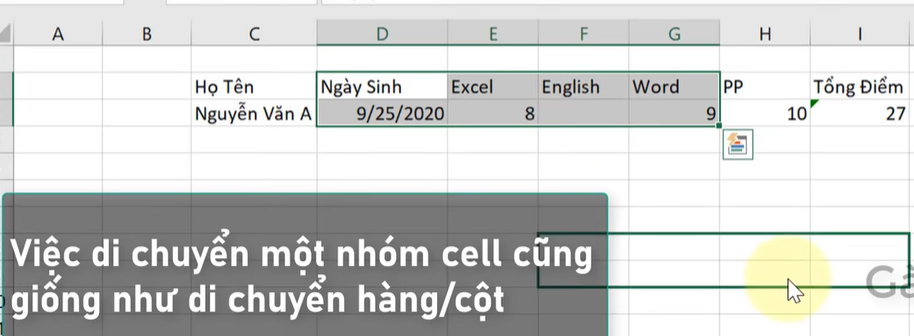 A B C D E F G H I
Họ Tên Ngày Sinh Excel English Word PP Tổng Điểm
Nguyễn Văn A 9/25/2020 8 9 10 27
Việc di chuyển một nhóm cell cũng
giống như di chuyển hàng/cột